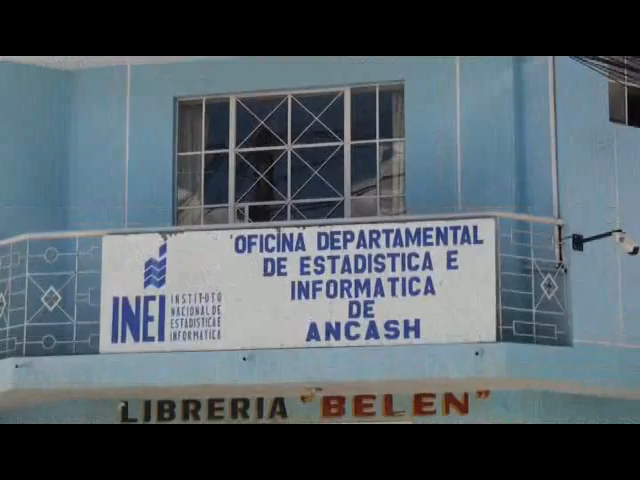 OFICINA DEPARTAMENTAL
DE ESTADISTICA E
INFORMATICA
DE
ANCASH
INEI
INSTITUTO
NACIONAL DE
ESTADISTICA E
INFORMATICA
LIBRERIA "BELEN"